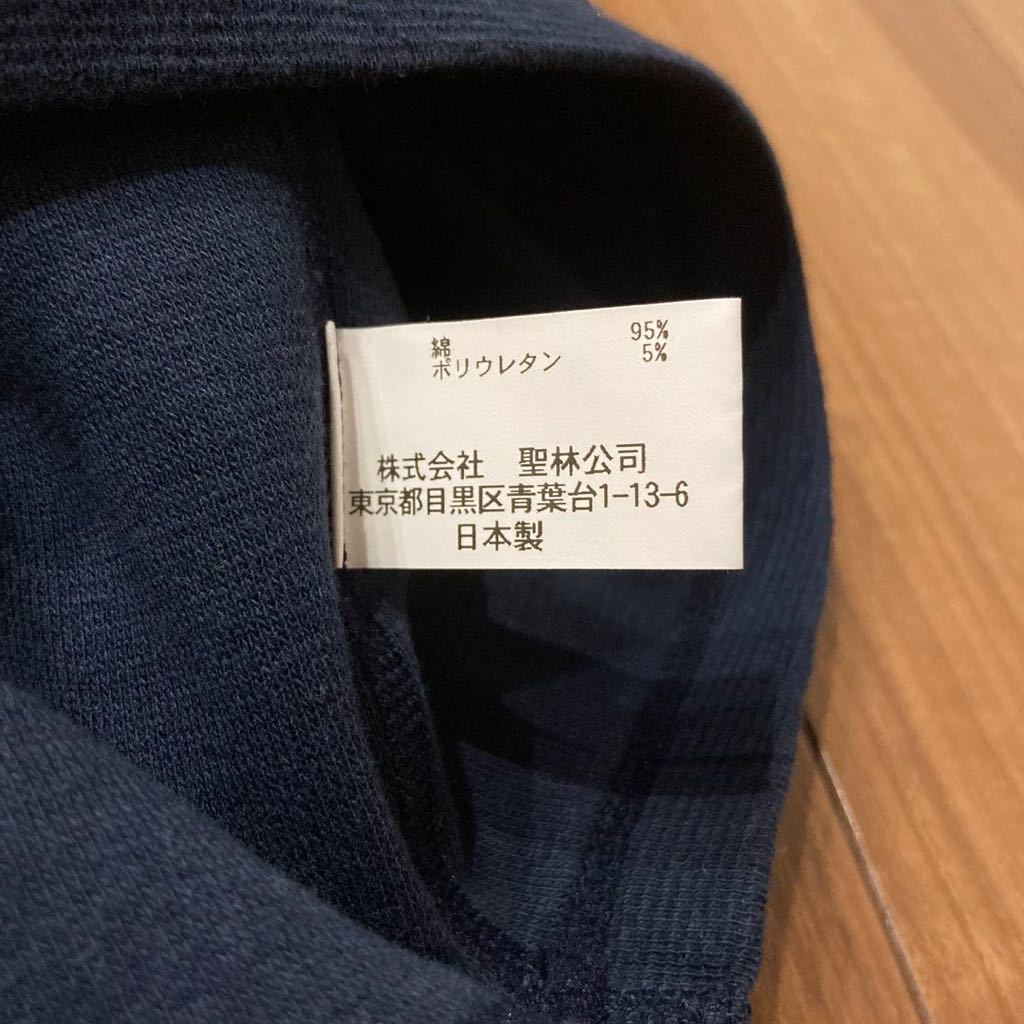 綿 95%
ポリウレタン 5%
株式会社 聖林公司
東京都目黒区青葉台1-13-6
日本製